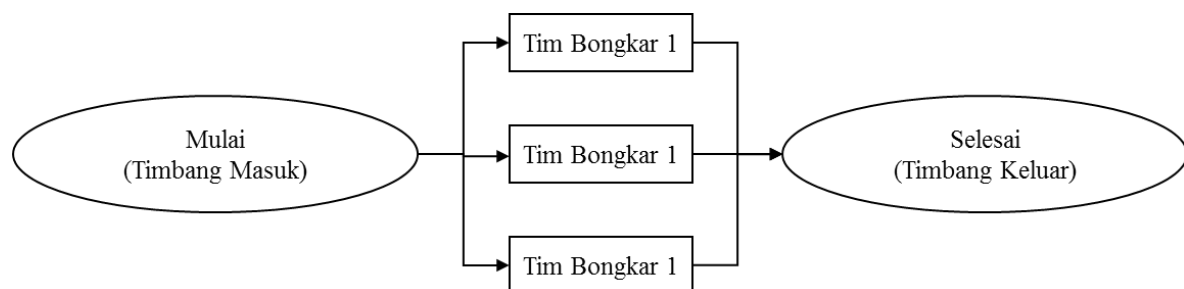 Tim Bongkar 1
Mulai
(Timbang Masuk)
Tim Bongkar 1
Selesai
(Timbang Keluar)
Tim Bongkar 1